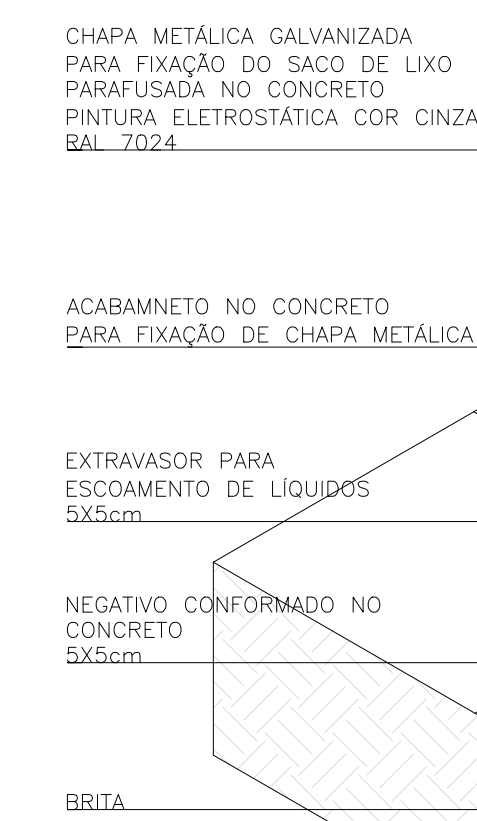 CHAPA METÁLICA GALVANIZADA
PARA FIXAÇÃO DO SACO DE LIXO
PARAFUSADA NO CONCRETO
PINTURA ELETROSTÁTICA COR CINZA
RAL 7024
ACABAMNETO NO CONCRETO
PARA FIXAÇÃO DE CHAPA METÁLICA
EXTRAVASOR PARA
ESCOAMENTO DE LÍQUIDOS
5X5cm
NEGATIVO CONFORMADO NO
CONCRETO
5X5cm
BRITA